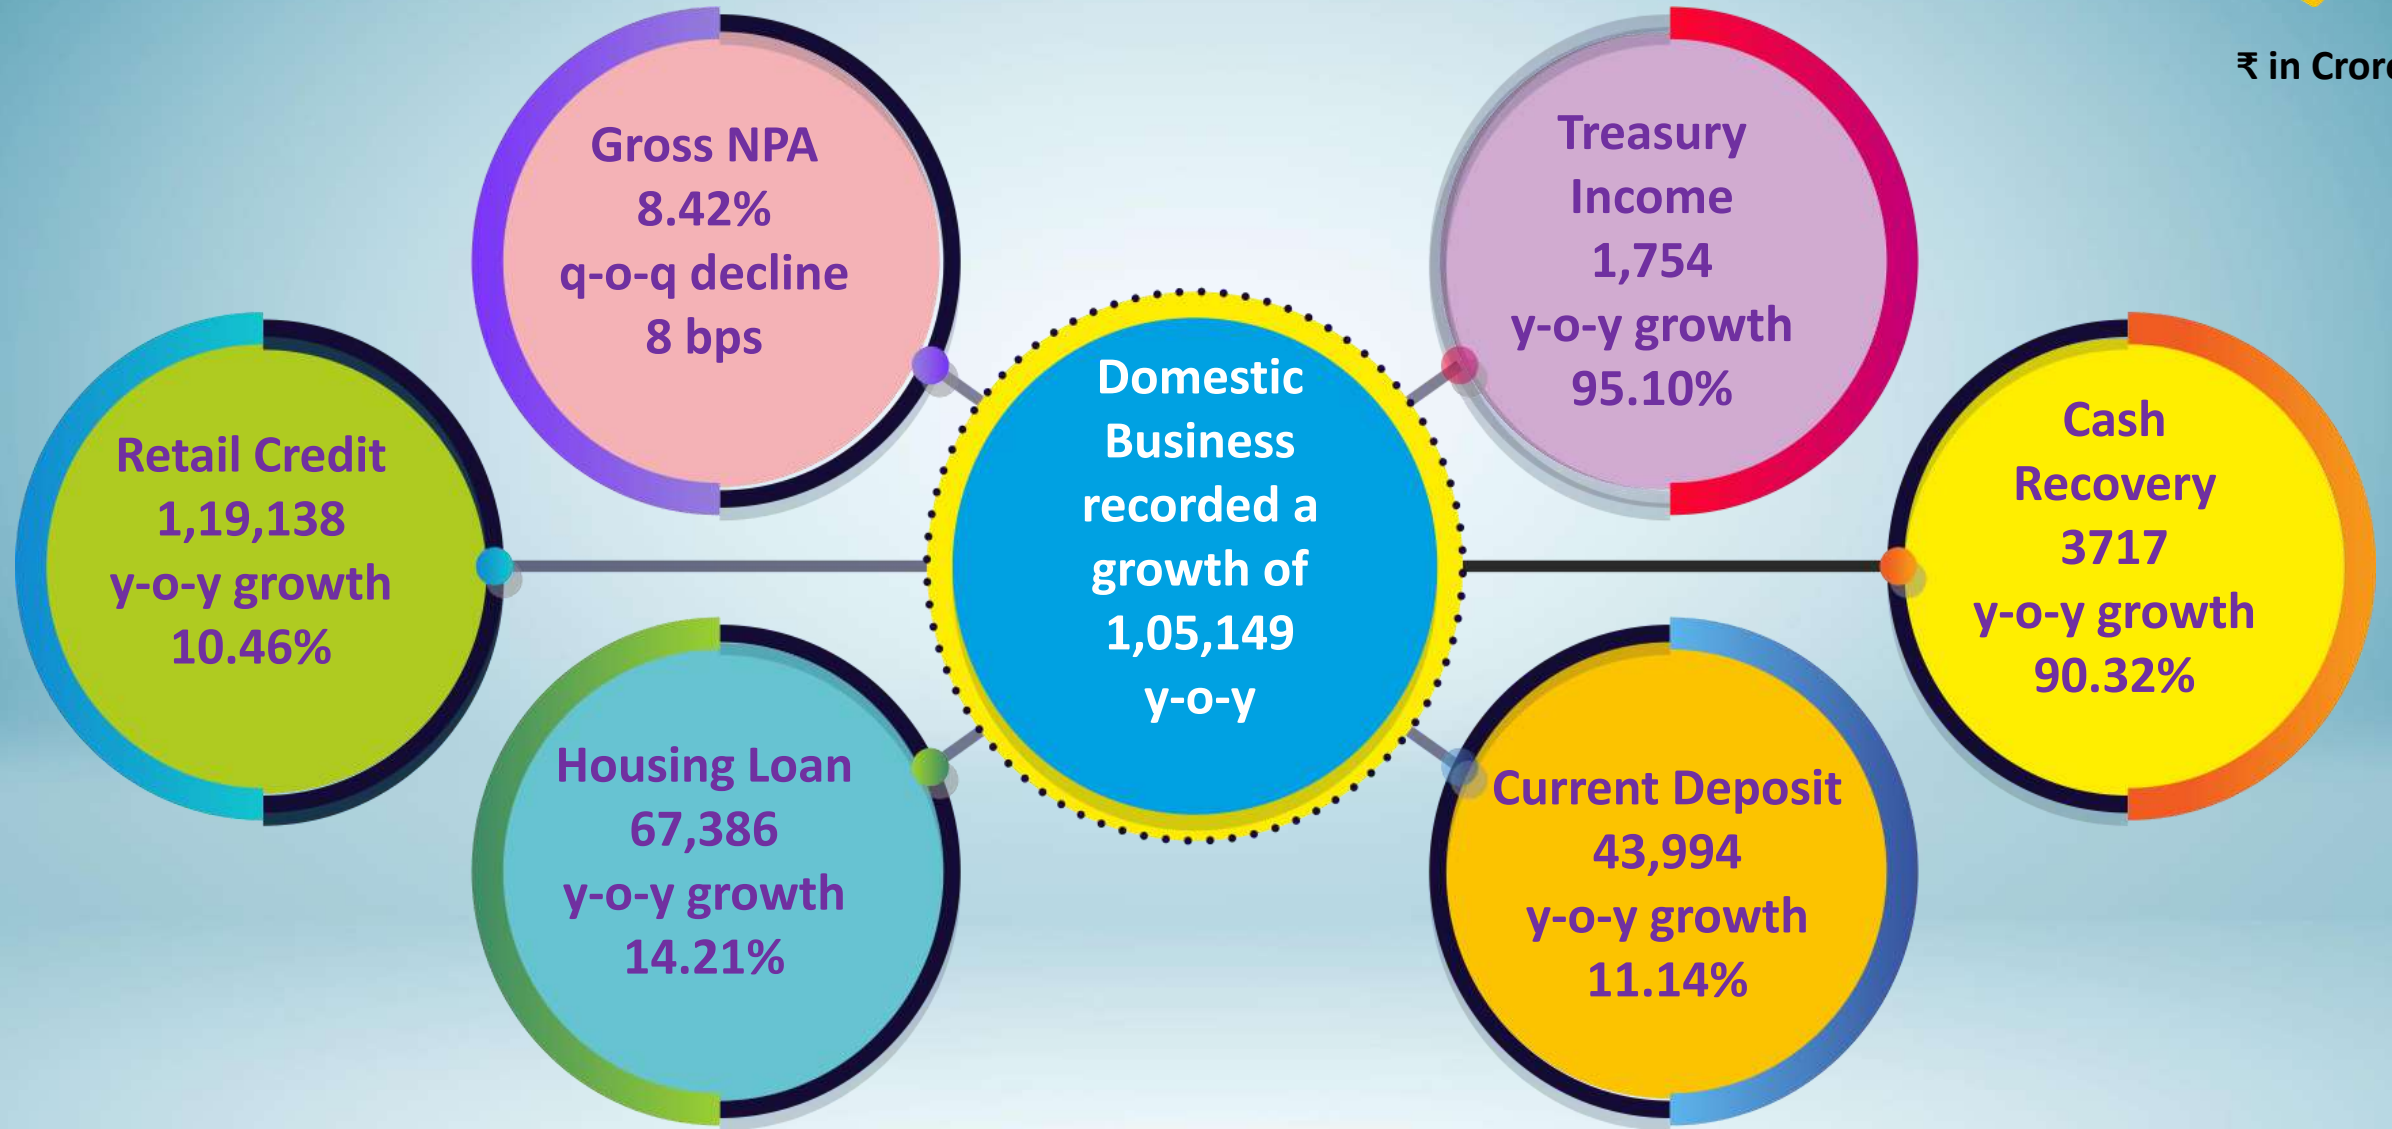 ₹ in Crore
Gross NPA
8.42%
q-o-q decline
8 bps
Treasury
Income
1,754
y-o-y growth
95.10%
Retail Credit
1,19,138
y-o-y growth
10.46%
Domestic
Business
recorded a
growth of
1,05,149
y-o-y
Cash
Recovery
3717
y-o-y growth
90.32%
Housing Loan
67,386
y-o-y growth
14.21%
Current Deposit
43,994
y-o-y growth
11.14%